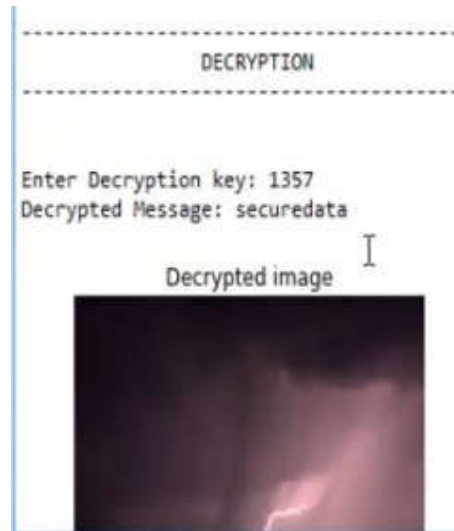 DECRYPTION
Enter Decryption key: 1357
Decrypted Message: securedata
Decrypted image